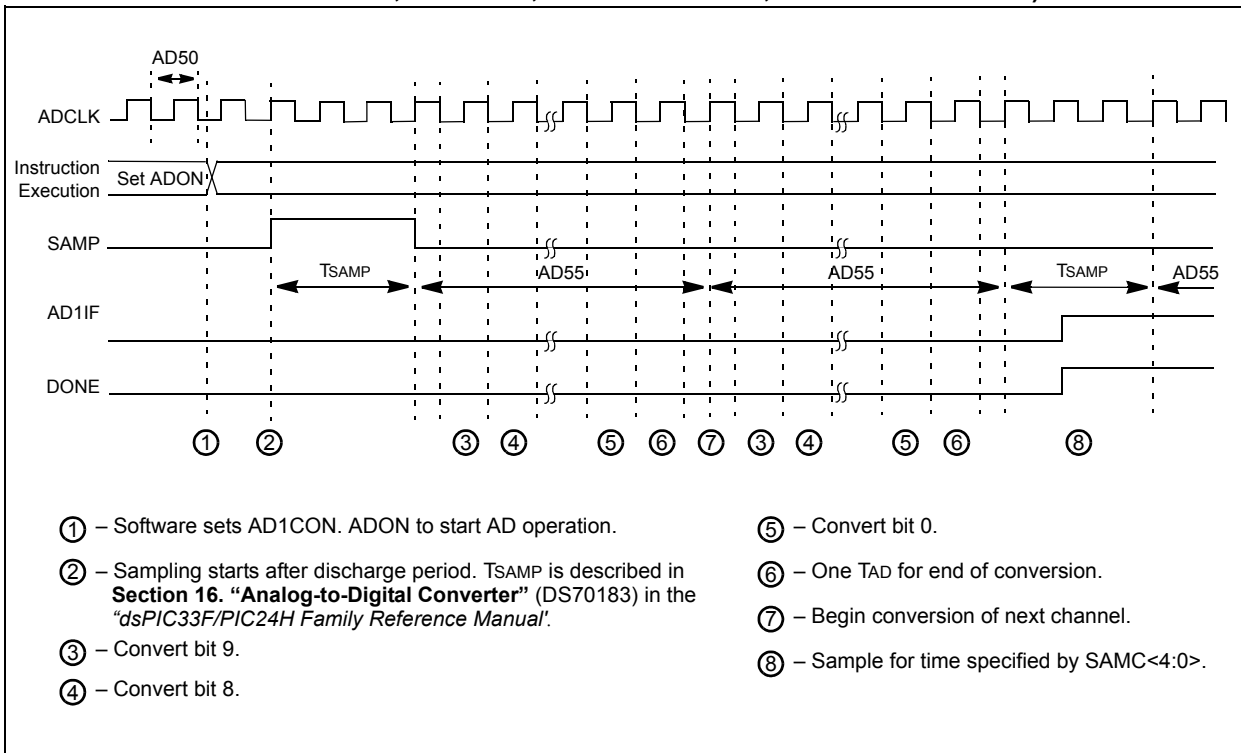 AD50
ADCLK
Instruction
Execution
Set ADON
SAMP
TSAMP
AD55
AD55
TSAMP
AD55
AD1IF
DONE
1 2 3 4 5 6 7 3 4 5 6 8
1 – Software sets AD1CON. ADON to start AD operation.
2 – Sampling starts after discharge period. TSAMP is described in
Section 16. “Analog-to-Digital Converter” (DS70183) in the
“dsPIC33F/PIC24H Family Reference Manual'.
3 – Convert bit 9.
4 – Convert bit 8.
5 – Convert bit 0.
6 – One TAD for end of conversion.
7 – Begin conversion of next channel.
8 – Sample for time specified by SAMC<4:0>.